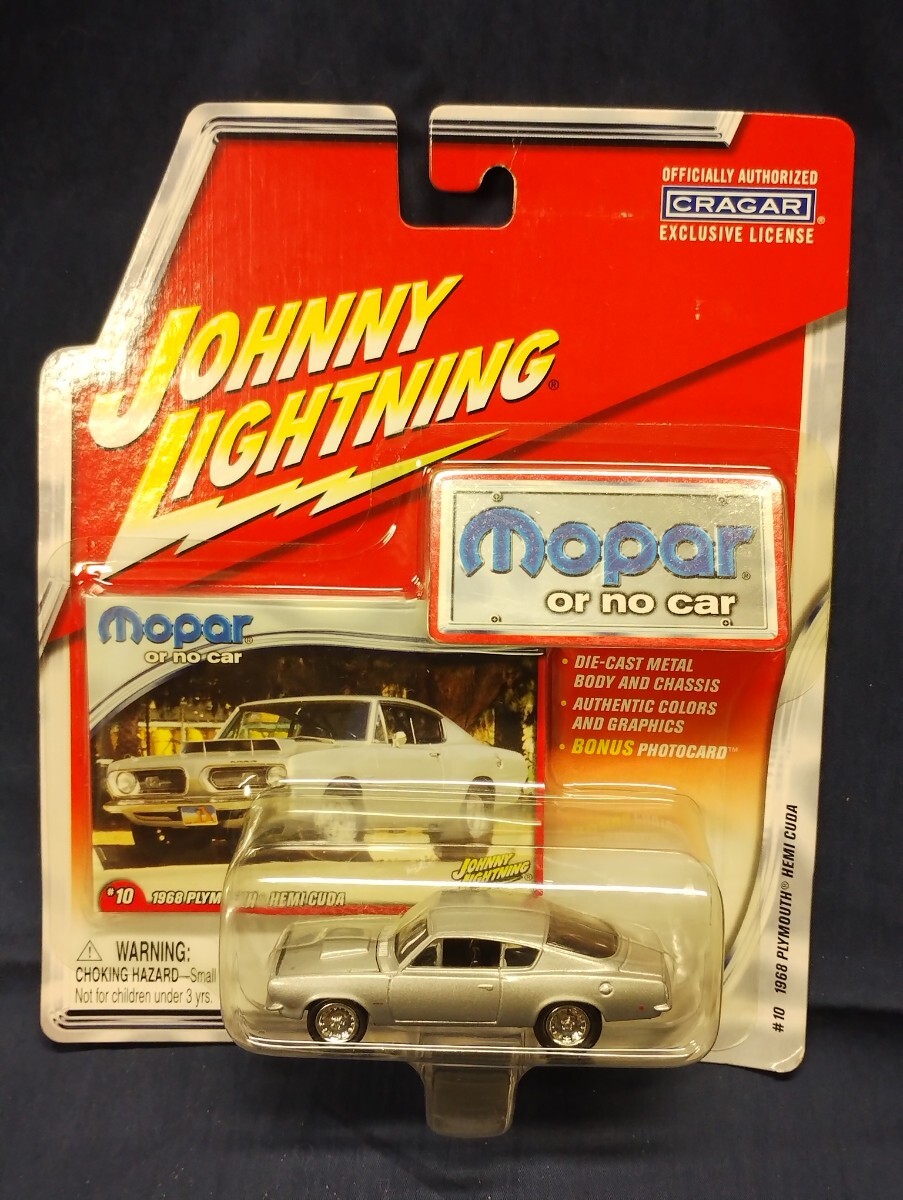 OFFICIALLY AUTHORIZED
CRAGAR®
EXCLUSIVE LICENSE
JOHNNY
LIGHTNING®
Mopar®
or no car
Mopar®
or no car
• DIE-CAST METAL
BODY AND CHASSIS
• AUTHENTIC COLORS
AND GRAPHICS
• BONUS PHOTOCARD™
JOHNNY
LIGHTNING®
#10 1968 PLYM TH HEMI CUDA
WARNING:
CHOKING HAZARD—Small
Not for children under 3 yrs.
#10 1968 PLYMOUTH® HEMI CUDA